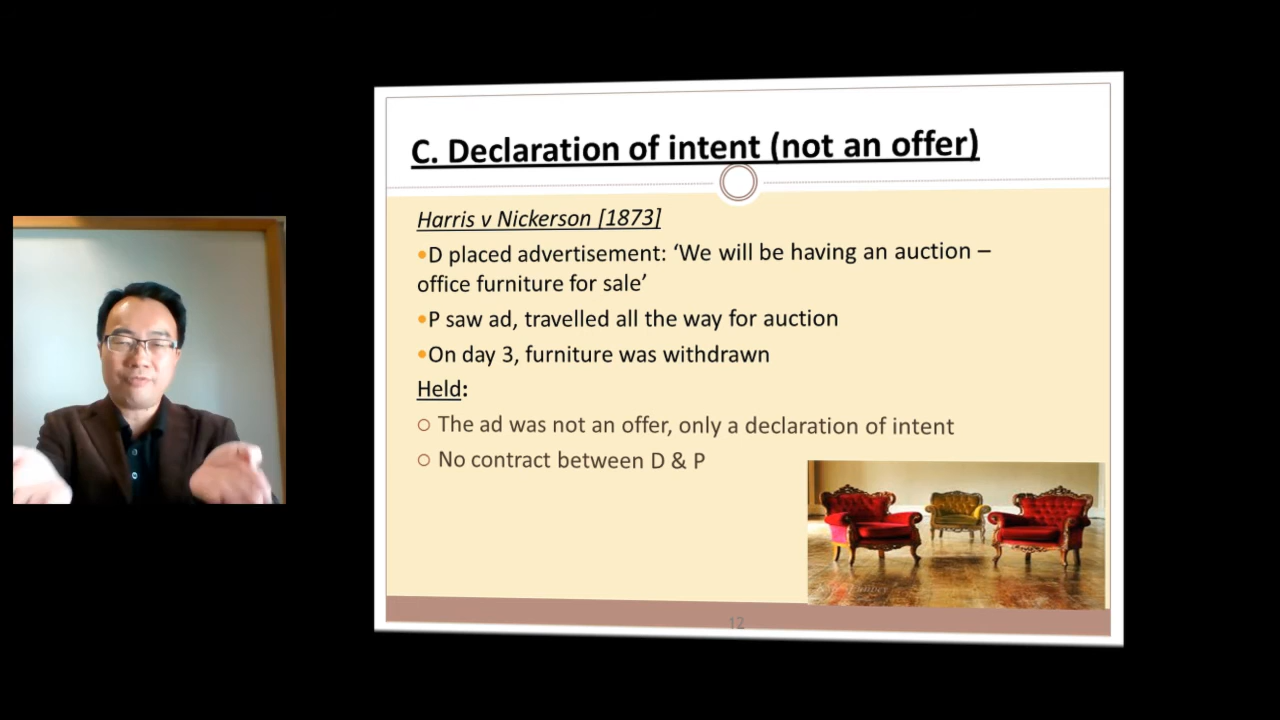 C. Declaration of intent (not an offer)
Harris v Nickerson [1873]
•D placed advertisement: ‘We will be having an auction –
office furniture for sale’
•P saw ad, travelled all the way for auction
•On day 3, furniture was withdrawn
Held:
○ The ad was not an offer, only a declaration of intent
○ No contract between D & P
12